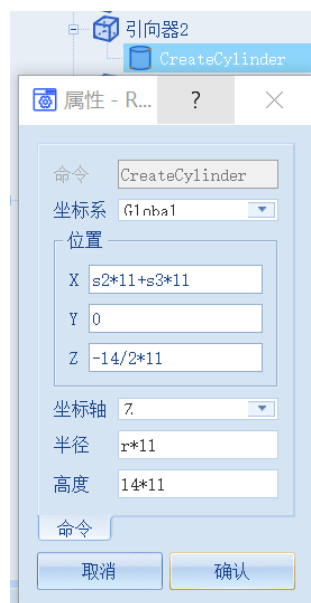 引向器2
CreateCylinder
属性 - R... ?
命令 CreateCylinder
坐标系 Global
位置
X s2*11+s3*11
Y 0
Z -14/2*11
坐标轴 Z
半径 r*11
高度 14*11
命令
取消 确认